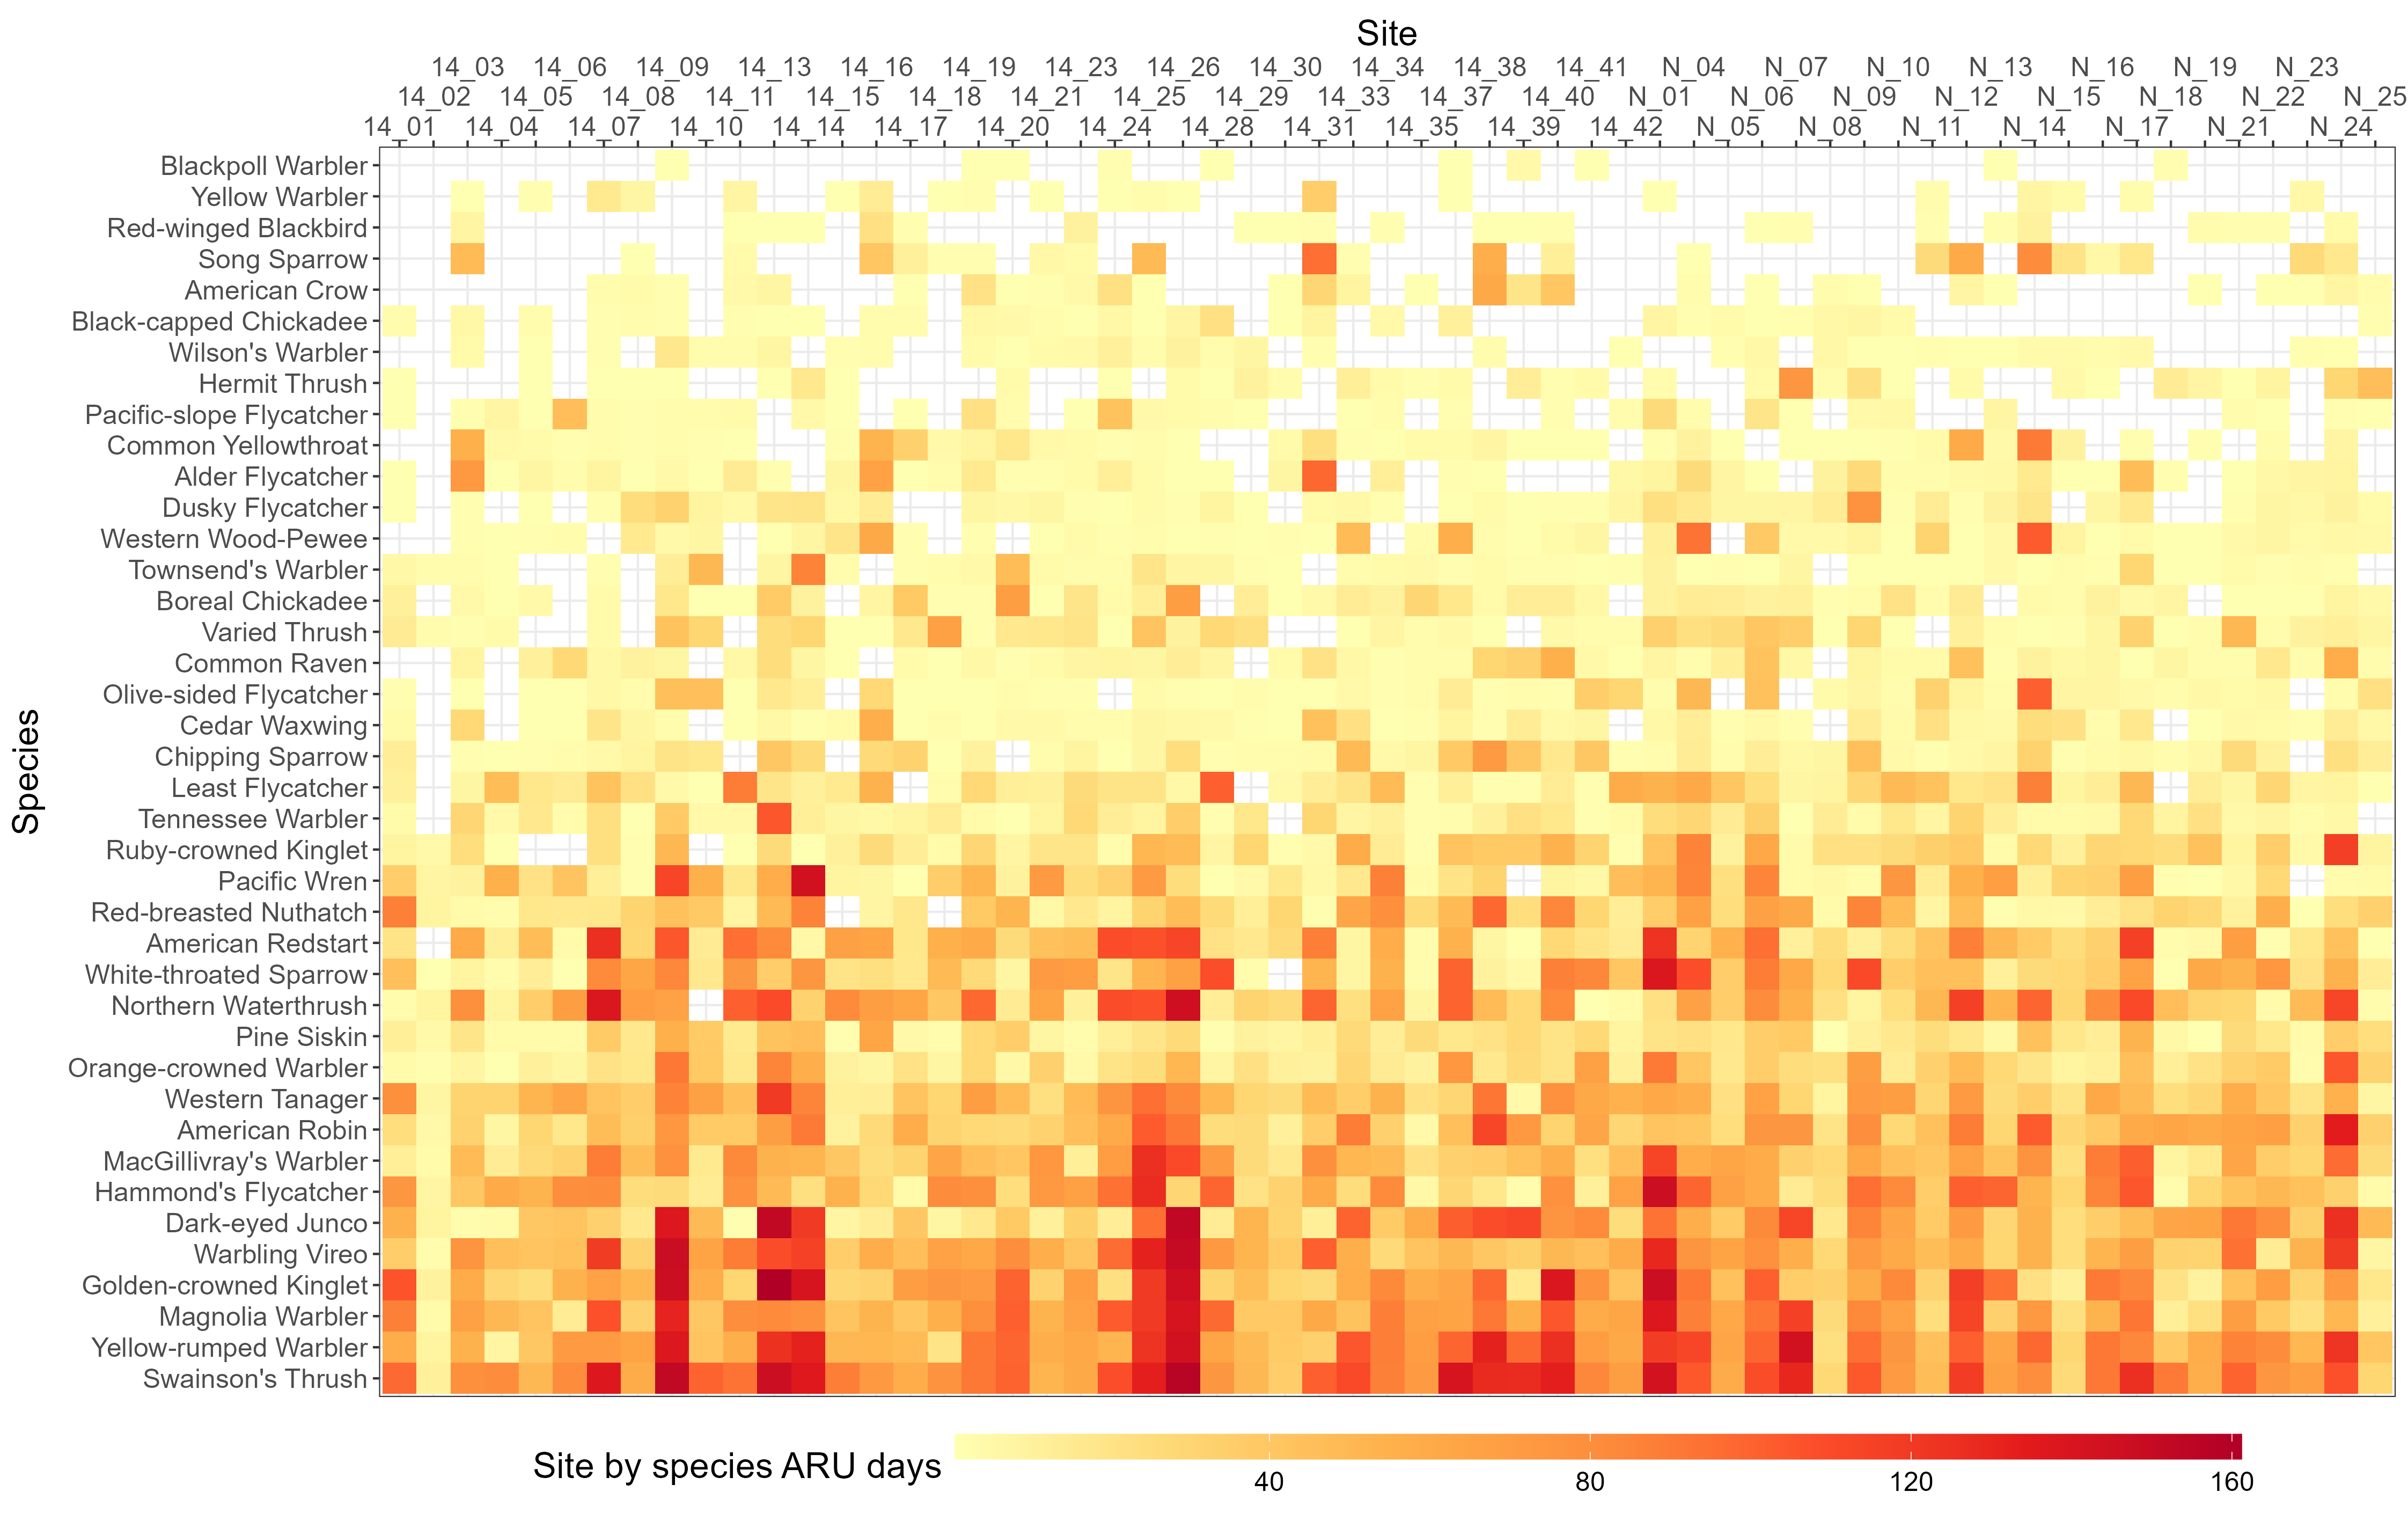 Site
14_03 14_06 14_09 14_13 14_16 14_19 14_23 14_26 14_30 14_34 14_38 14_41 N_04 N_07 N_10 N_13 N_16 N_19 N_23
14_02 14_05 14_08 14_11 14_15 14_18 14_21 14_25 14_29 14_33 14_37 14_40 N_01 N_06 N_09 N_12 N_15 N_18 N_22 N_25
14_01 14_04 14_07 14_10 14_14 14_17 14_20 14_24 14_28 14_31 14_35 14_39 14_42 N_05 N_08 N_11 N_14 N_17 N_21 N_24
Species
Blackpoll Warbler
Yellow Warbler
Red-winged Blackbird
Song Sparrow
American Crow
Black-capped Chickadee
Wilson's Warbler
Hermit Thrush
Pacific-slope Flycatcher
Common Yellowthroat
Alder Flycatcher
Dusky Flycatcher
Western Wood-Pewee
Townsend's Warbler
Boreal Chickadee
Varied Thrush
Common Raven
Olive-sided Flycatcher
Cedar Waxwing
Chipping Sparrow
Least Flycatcher
Tennessee Warbler
Ruby-crowned Kinglet
Pacific Wren
Red-breasted Nuthatch
American Redstart
White-throated Sparrow
Northern Waterthrush
Pine Siskin
Orange-crowned Warbler
Western Tanager
American Robin
MacGillivray's Warbler
Hammond's Flycatcher
Dark-eyed Junco
Warbling Vireo
Golden-crowned Kinglet
Magnolia Warbler
Yellow-rumped Warbler
Swainson's Thrush
Site by species ARU days
40 80 120 160